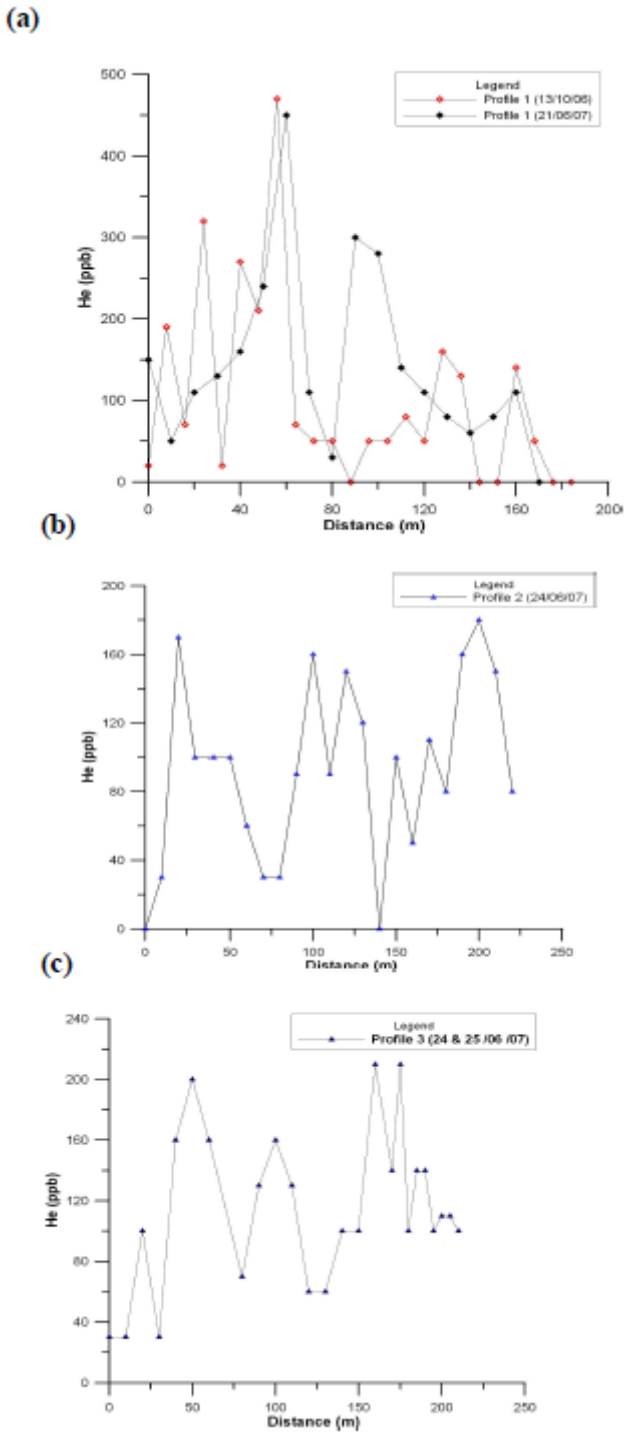 (a)
500
400
300
200
100
0
He (ppb)
0 40 80 120 160 200
Distance (m)
Legend
Profile 1 (13/10/06)
Profile 1 (21/06/07)
(b)
200
160
120
80
40
0
He (ppb)
0 50 100 150 200 250
Distance (m)
Legend
Profile 2 (24/06/07)
(c)
240
200
160
120
80
40
0
He (ppb)
0 50 100 150 200 250
Distance (m)
Legend
Profile 3 (24 & 25 /06 /07)